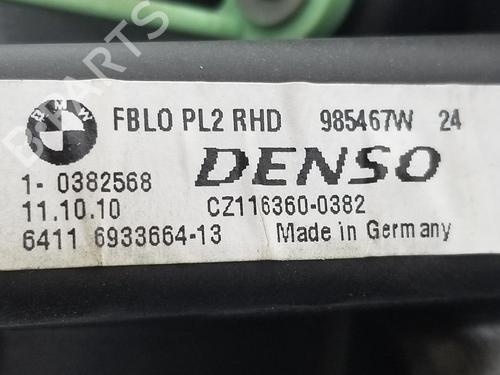 B-PARTS
BMW
FBLO PL2 RHD 985467W 24
DENSO
1- 0382568
11.10.10 CZ116360-0382
6411 6933664-13 Made in Germany